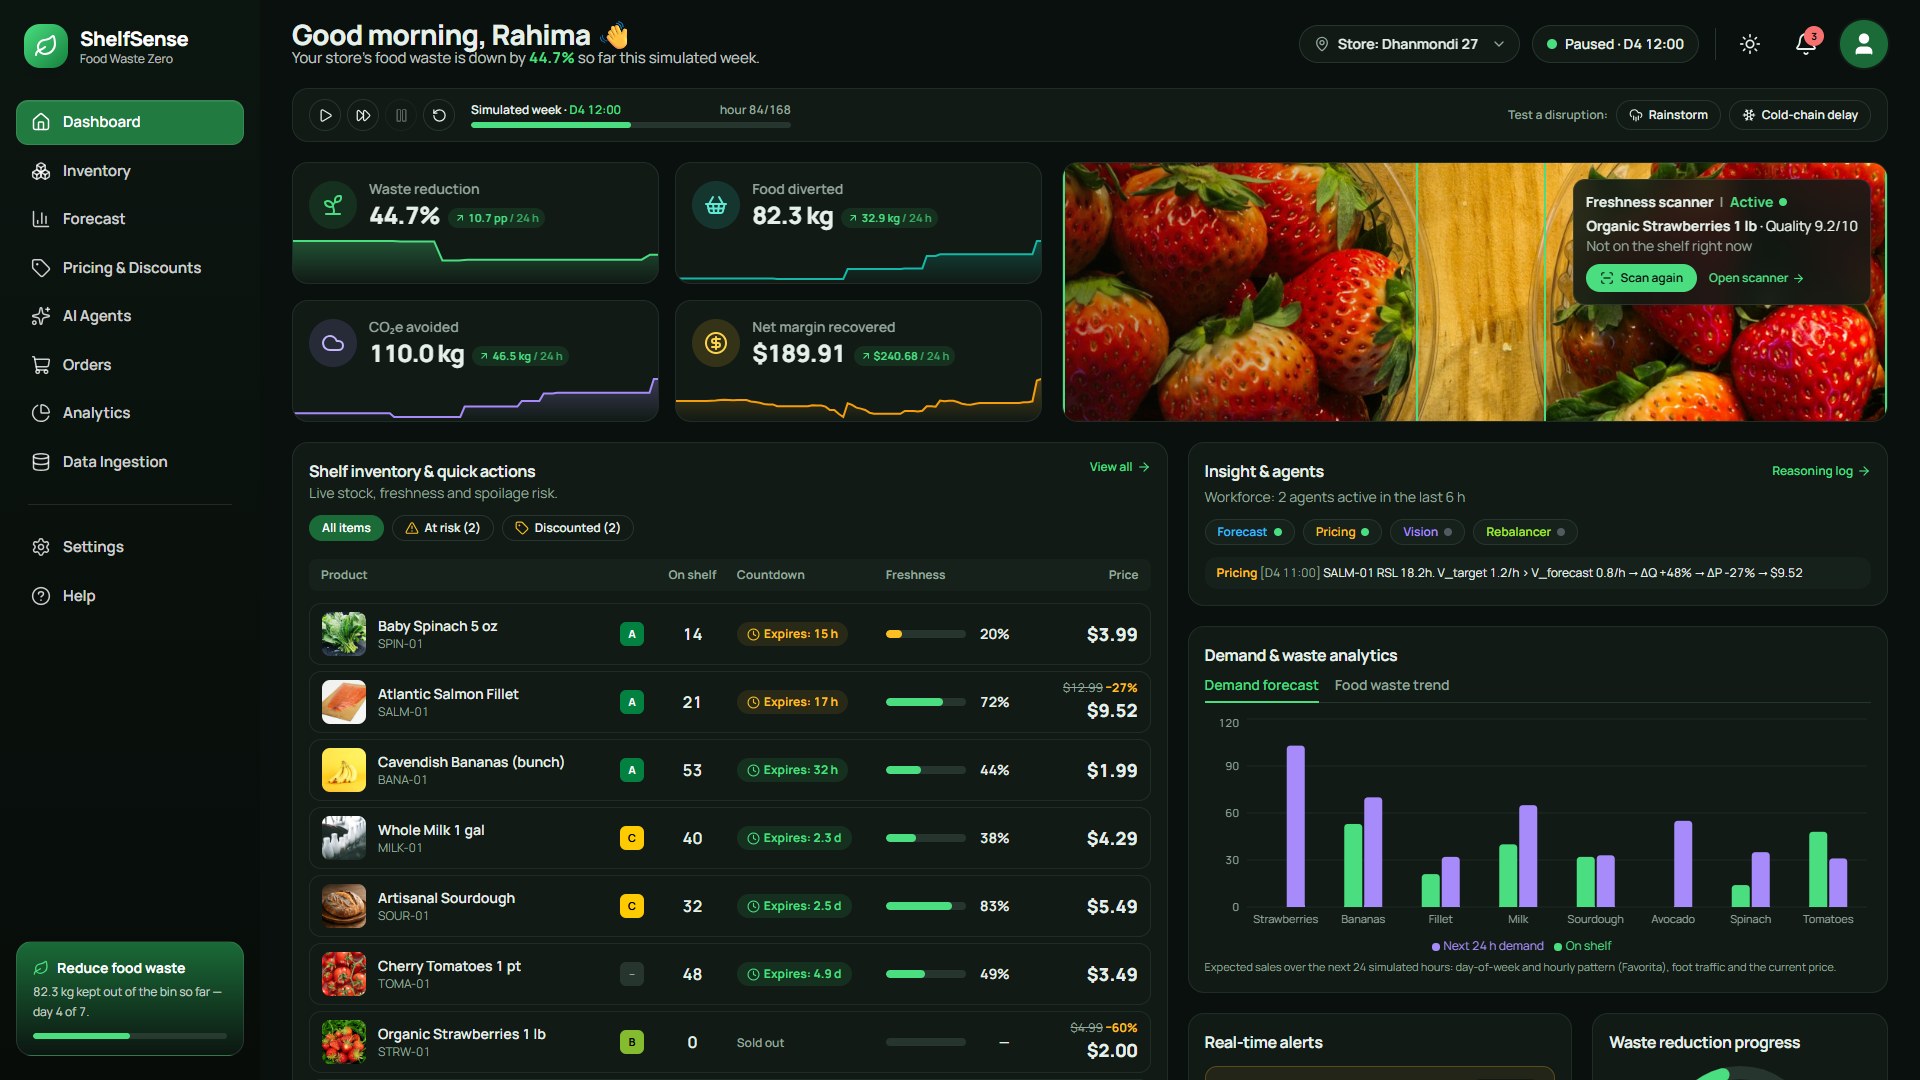 ShelfSense
Food Waste Zero
Dashboard
Inventory
Forecast
Pricing & Discounts
AI Agents
Orders
Analytics
Data Ingestion
Settings
Help
Reduce food waste
82.3 kg kept out of the bin so far —
day 4 of 7.
Good morning, Rahima 👋
Your store's food waste is down by 44.7% so far this simulated week.
Store: Dhanmondi 27
Paused · D4 12:00
3
Simulated week · D4 12:00
hour 84/168
Test a disruption:
Rainstorm
Cold-chain delay
Waste reduction
44.7%
↗ 10.7 pp / 24 h
Food diverted
82.3 kg
↗ 32.9 kg / 24 h
CO₂e avoided
110.0 kg
↗ 46.5 kg / 24 h
Net margin recovered
$189.91
↗ $240.68 / 24 h
Freshness scanner | Active
Organic Strawberries 1 lb · Quality 9.2/10
Not on the shelf right now
Scan again
Open scanner →
Shelf inventory & quick actions
View all →
Live stock, freshness and spoilage risk.
All items
At risk (2)
Discounted (2)
Product On shelf Countdown Freshness Price
Baby Spinach 5 oz
SPIN-01
A 14 Expires: 15 h 20% $3.99
Atlantic Salmon Fillet
SALM-01
A 21 Expires: 17 h 72%
$12.99 −27%
$9.52
Cavendish Bananas (bunch)
BANA-01
A 53 Expires: 32 h 44% $1.99
Whole Milk 1 gal
MILK-01
C 40 Expires: 2.3 d 38% $4.29
Artisanal Sourdough
SOUR-01
C 32 Expires: 2.5 d 83% $5.49
Cherry Tomatoes 1 pt
TOMA-01
– 48 Expires: 4.9 d 49% $3.49
Organic Strawberries 1 lb
STRW-01
B 0 Sold out —
$4.99 −60%
$2.00
Insight & agents
Reasoning log →
Workforce: 2 agents active in the last 6 h
Forecast
Pricing
Vision
Rebalancer
Pricing [D4 11:00] SALM-01 RSL 18.2h. V_target 1.2/h > V_forecast 0.8/h → ΔQ +48% → ΔP -27% → $9.52
Demand & waste analytics
Demand forecast
Food waste trend
120
90
60
30
0
Strawberries Bananas Fillet Milk Sourdough Avocado Spinach Tomatoes
Next 24 h demand On shelf
Expected sales over the next 24 simulated hours: day-of-week and hourly pattern (Favorita), foot traffic and the current price.
Real-time alerts
Waste reduction progress